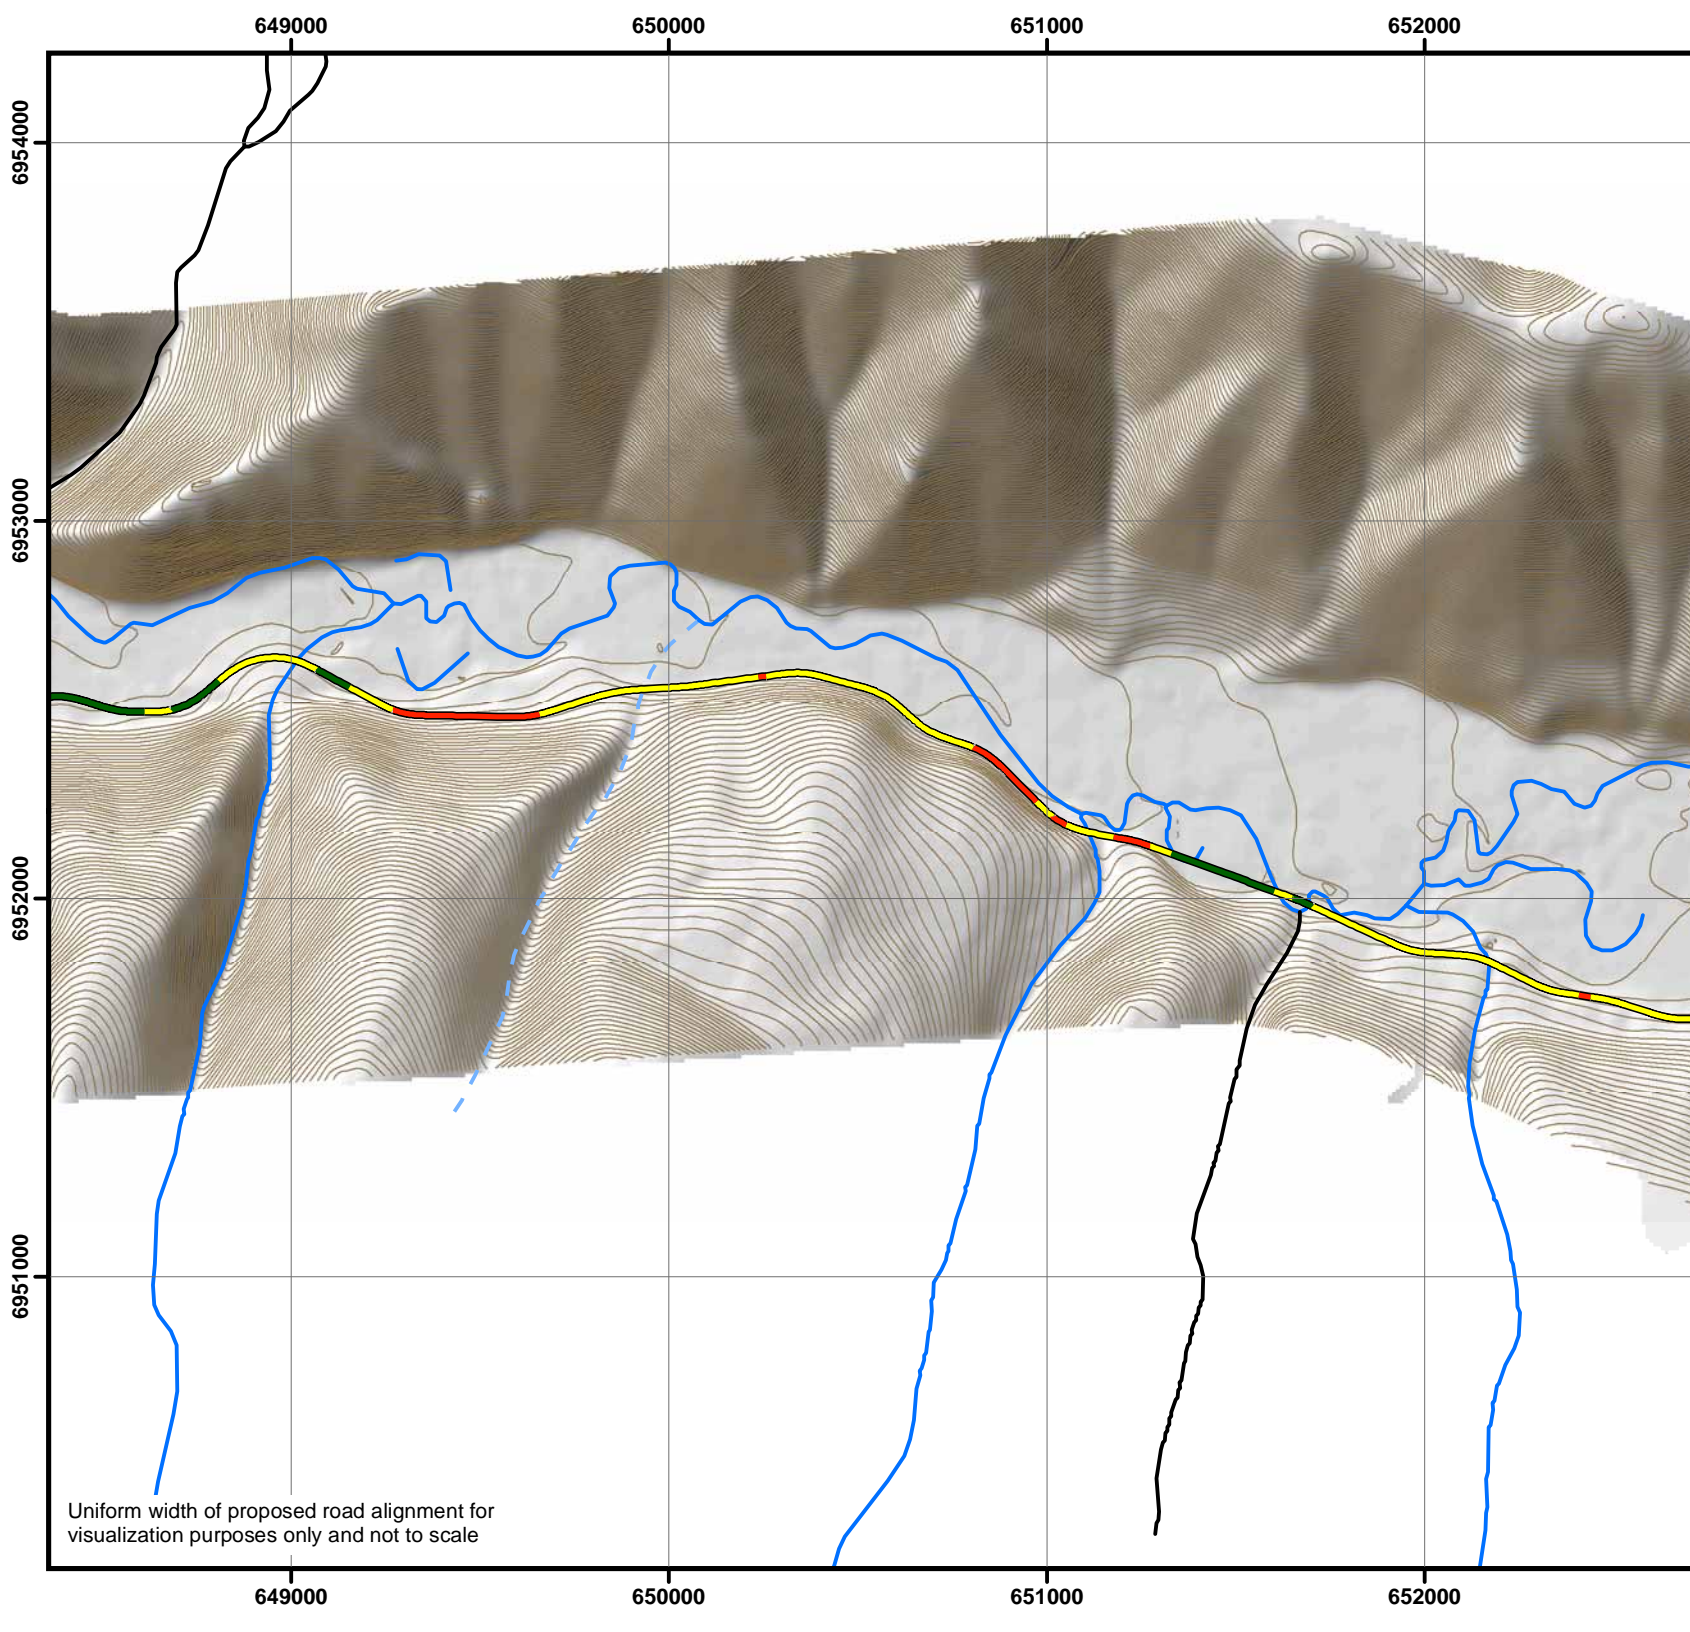 649000 650000 651000 652000
6954000
6953000
6952000
6951000
Uniform width of proposed road alignment for
visualization purposes only and not to scale
649000 650000 651000 652000